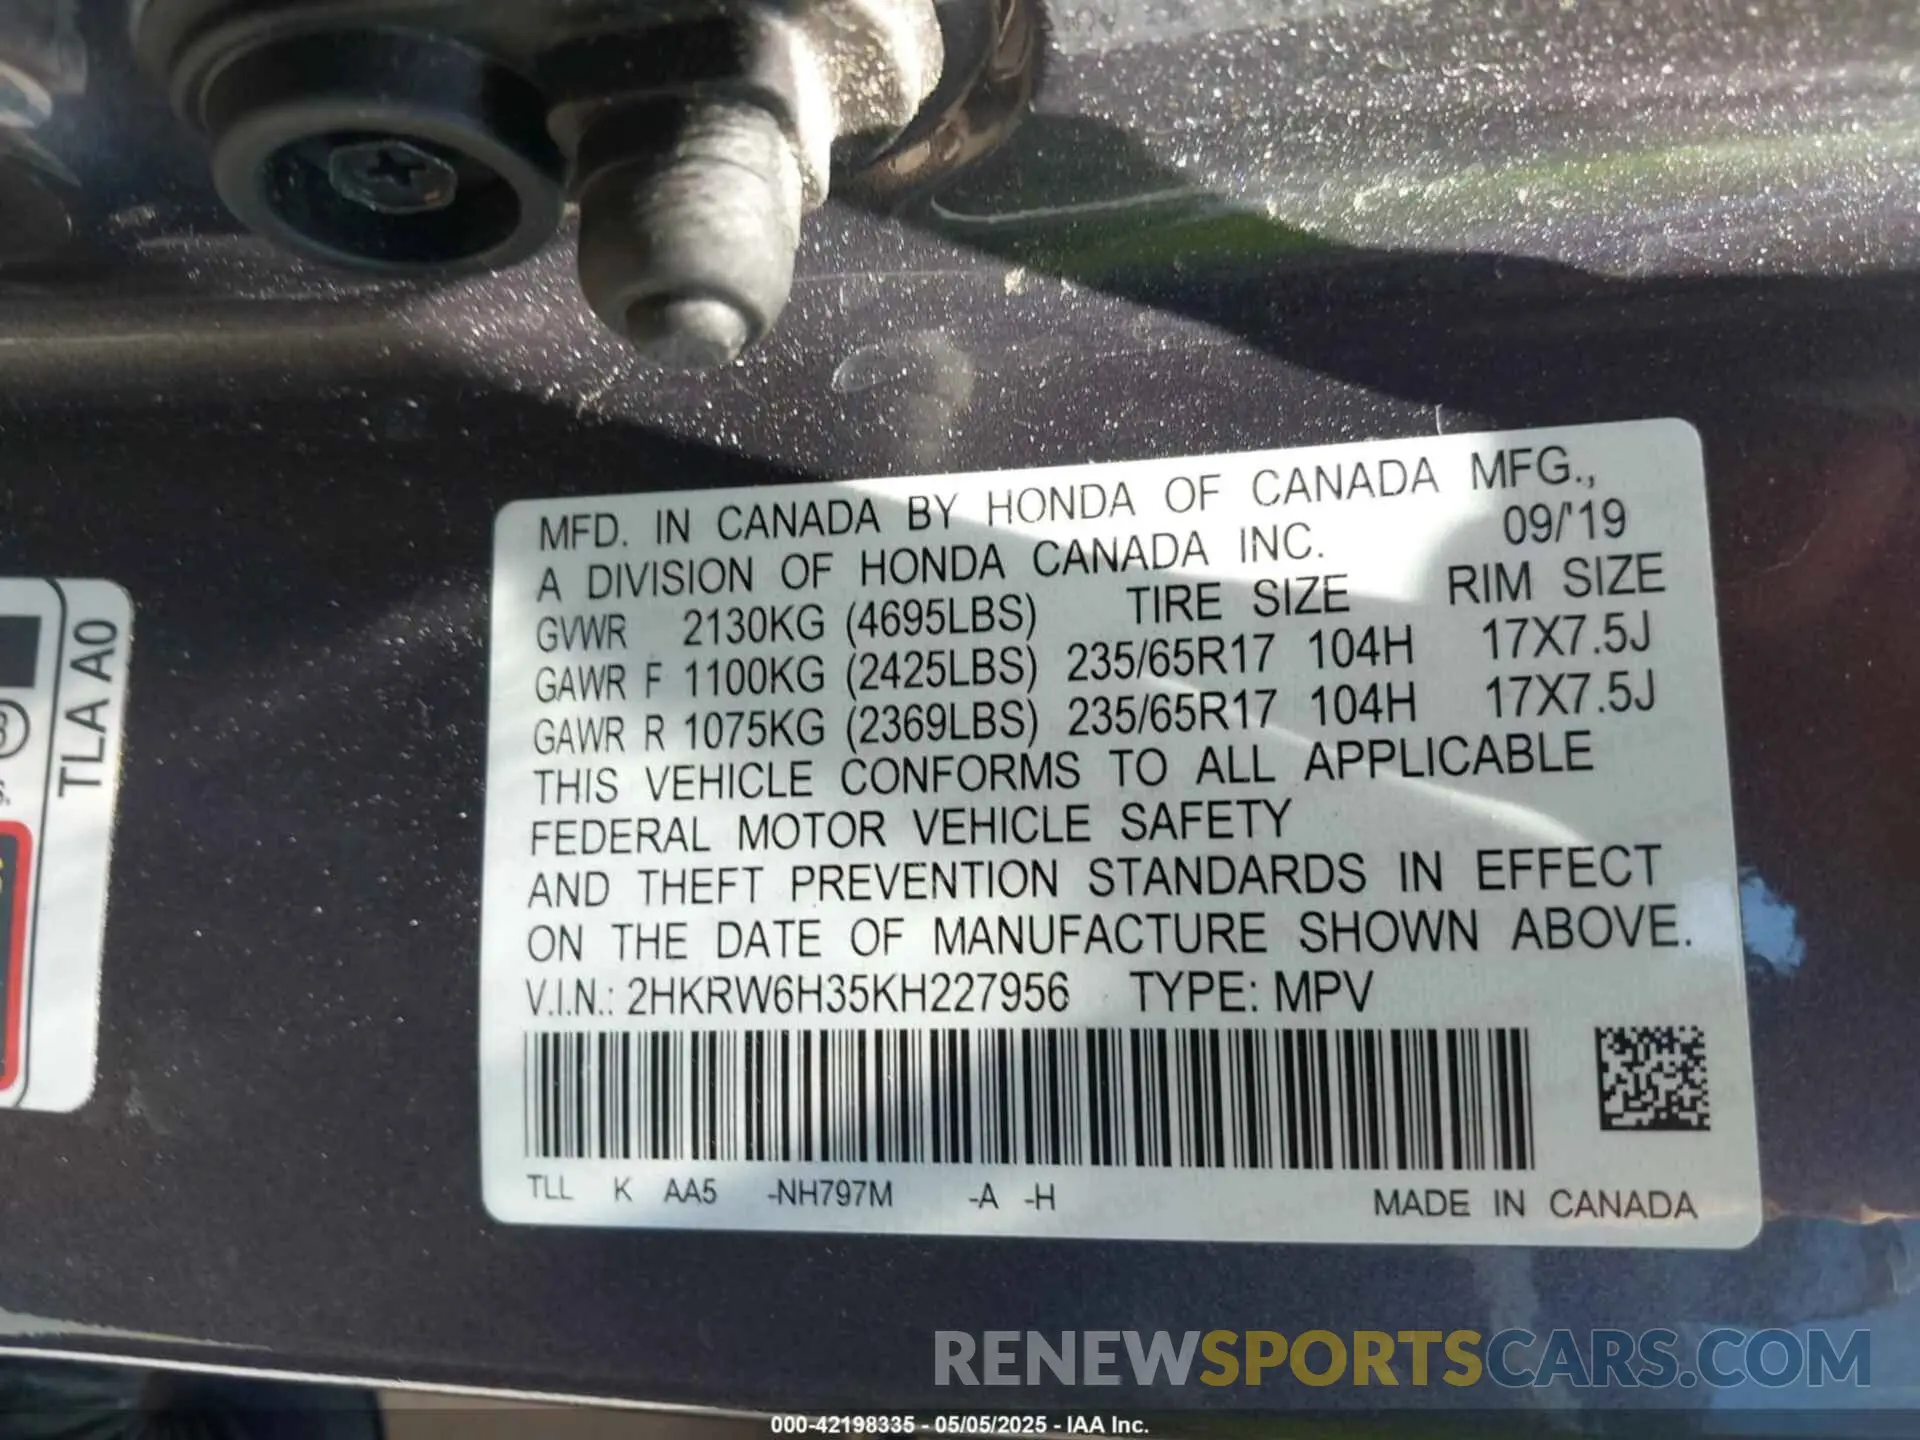 MFD. IN CANADA BY HONDA OF CANADA MFG.,
A DIVISION OF HONDA CANADA INC. 09/'19
GVWR 2130KG (4695LBS) TIRE SIZE RIM SIZE
GAWR F 1100KG (2425LBS) 235/65R17 104H 17X7.5J
GAWR R 1075KG (2369LBS) 235/65R17 104H 17X7.5J
THIS VEHICLE CONFORMS TO ALL APPLICABLE
FEDERAL MOTOR VEHICLE SAFETY
AND THEFT PREVENTION STANDARDS IN EFFECT
ON THE DATE OF MANUFACTURE SHOWN ABOVE.
V.I.N.: 2HKRW6H35KH227956 TYPE: MPV
TLL K AA5 -NH797M -A -H MADE IN CANADA
TLA A0
RENEWSPORTSCARS.COM
000-42198335 - 05/05/2025 - IAA Inc.